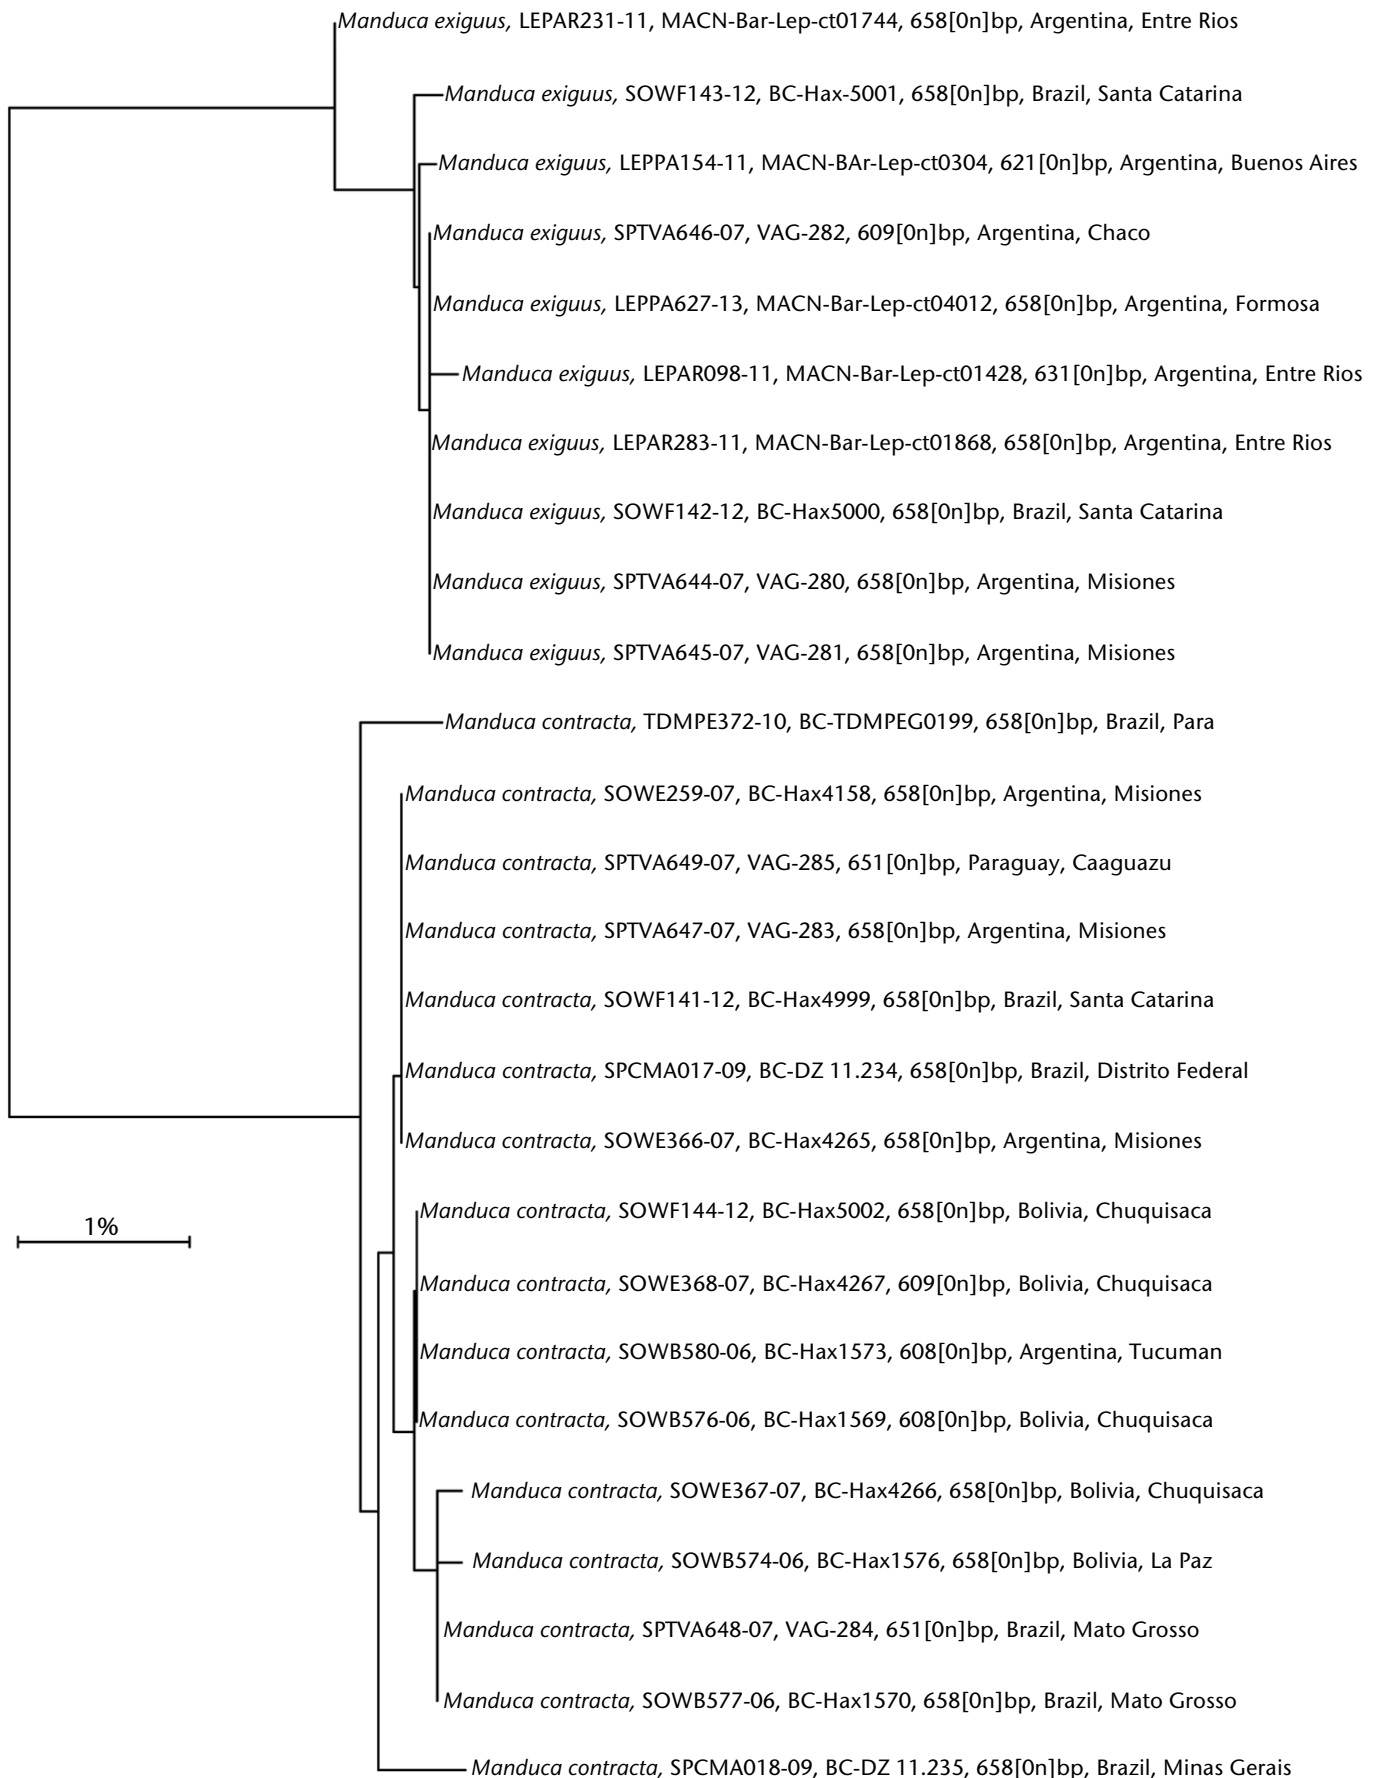 Manduca exiguus, LEPAR231-11, MACN-Bar-Lep-ct01744, 658[0n]bp, Argentina, Entre Rios
Manduca exiguus, SOWF143-12, BC-Hax-5001, 658[0n]bp, Brazil, Santa Catarina
Manduca exiguus, LEPPA154-11, MACN-BAr-Lep-ct0304, 621[0n]bp, Argentina, Buenos Aires
Manduca exiguus, SPTVA646-07, VAG-282, 609[0n]bp, Argentina, Chaco
Manduca exiguus, LEPPA627-13, MACN-Bar-Lep-ct04012, 658[0n]bp, Argentina, Formosa
Manduca exiguus, LEPAR098-11, MACN-Bar-Lep-ct01428, 631[0n]bp, Argentina, Entre Rios
Manduca exiguus, LEPAR283-11, MACN-Bar-Lep-ct01868, 658[0n]bp, Argentina, Entre Rios
Manduca exiguus, SOWF142-12, BC-Hax5000, 658[0n]bp, Brazil, Santa Catarina
Manduca exiguus, SPTVA644-07, VAG-280, 658[0n]bp, Argentina, Misiones
Manduca exiguus, SPTVA645-07, VAG-281, 658[0n]bp, Argentina, Misiones
Manduca contracta, TDMPE372-10, BC-TDMPEG0199, 658[0n]bp, Brazil, Para
Manduca contracta, SOWE259-07, BC-Hax4158, 658[0n]bp, Argentina, Misiones
Manduca contracta, SPTVA649-07, VAG-285, 651[0n]bp, Paraguay, Caaguazu
Manduca contracta, SPTVA647-07, VAG-283, 658[0n]bp, Argentina, Misiones
Manduca contracta, SOWF141-12, BC-Hax4999, 658[0n]bp, Brazil, Santa Catarina
Manduca contracta, SPCMA017-09, BC-DZ 11.234, 658[0n]bp, Brazil, Distrito Federal
Manduca contracta, SOWE366-07, BC-Hax4265, 658[0n]bp, Argentina, Misiones
Manduca contracta, SOWF144-12, BC-Hax5002, 658[0n]bp, Bolivia, Chuquisaca
1%
Manduca contracta, SOWE368-07, BC-Hax4267, 609[0n]bp, Bolivia, Chuquisaca
Manduca contracta, SOWB580-06, BC-Hax1573, 608[0n]bp, Argentina, Tucuman
Manduca contracta, SOWB576-06, BC-Hax1569, 608[0n]bp, Bolivia, Chuquisaca
Manduca contracta, SOWE367-07, BC-Hax4266, 658[0n]bp, Bolivia, Chuquisaca
Manduca contracta, SOWB574-06, BC-Hax1576, 658[0n]bp, Bolivia, La Paz
Manduca contracta, SPTVA648-07, VAG-284, 651[0n]bp, Brazil, Mato Grosso
Manduca contracta, SOWB577-06, BC-Hax1570, 658[0n]bp, Brazil, Mato Grosso
Manduca contracta, SPCMA018-09, BC-DZ 11.235, 658[0n]bp, Brazil, Minas Gerais